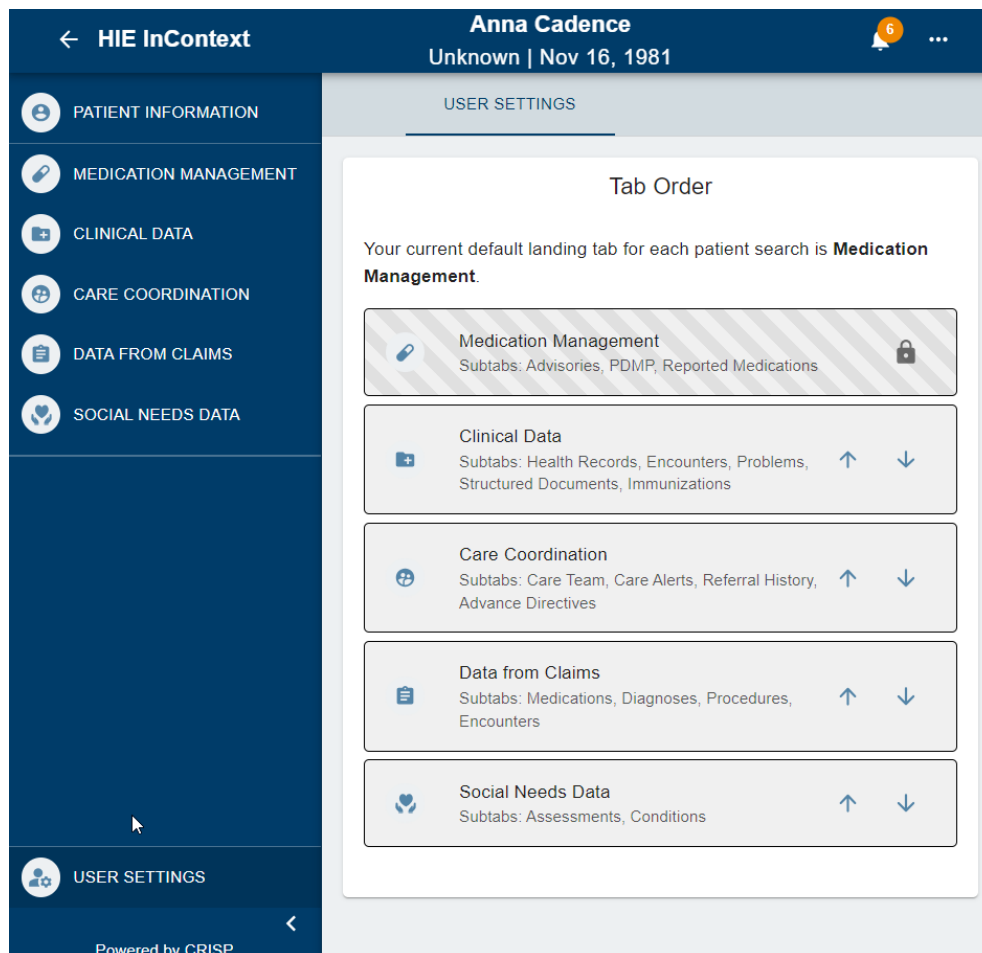 HIE InContext
Anna Cadence
Unknown | Nov 16, 1981
6
PATIENT INFORMATION
MEDICATION MANAGEMENT
CLINICAL DATA
CARE COORDINATION
DATA FROM CLAIMS
SOCIAL NEEDS DATA
USER SETTINGS
Powered by CRISP
USER SETTINGS
Tab Order
Your current default landing tab for each patient search is Medication
Management.
Medication Management
Subtabs: Advisories, PDMP, Reported Medications
Clinical Data
Subtabs: Health Records, Encounters, Problems,
Structured Documents, Immunizations
Care Coordination
Subtabs: Care Team, Care Alerts, Referral History,
Advance Directives
Data from Claims
Subtabs: Medications, Diagnoses, Procedures,
Encounters
Social Needs Data
Subtabs: Assessments, Conditions